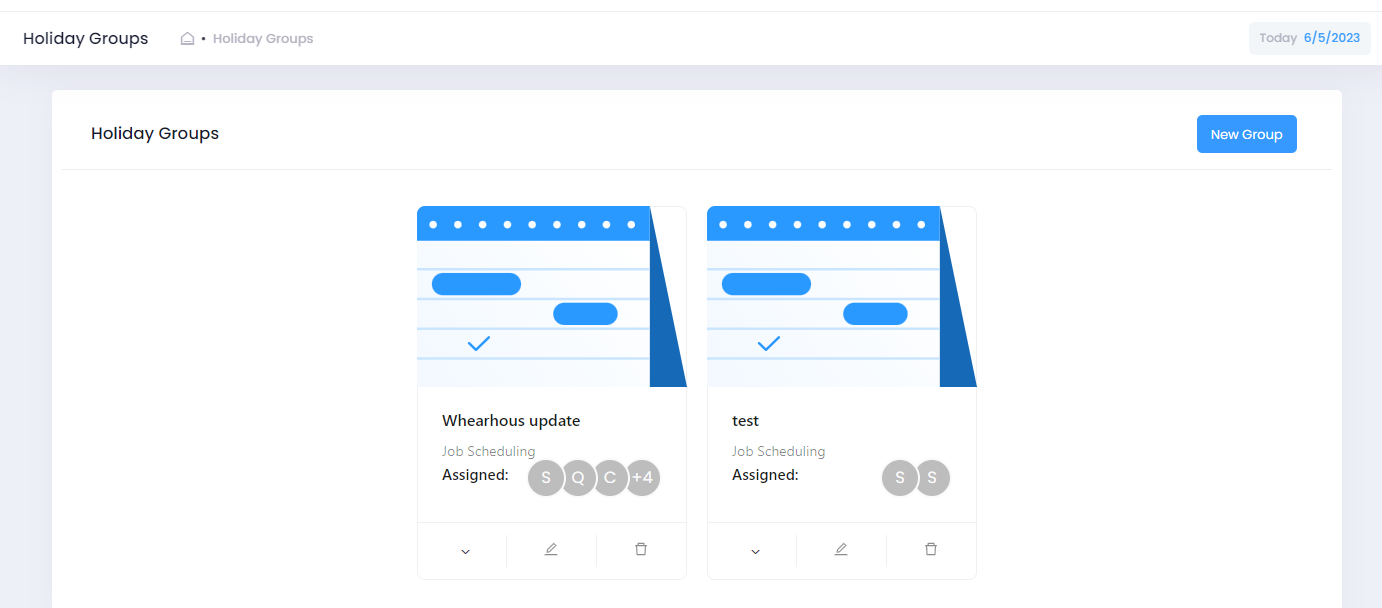 Holiday Groups • Holiday Groups Today 6/5/2023
Holiday Groups New Group
Whearhous update
Job Scheduling
Assigned: S Q C +4
test
Job Scheduling
Assigned: S S